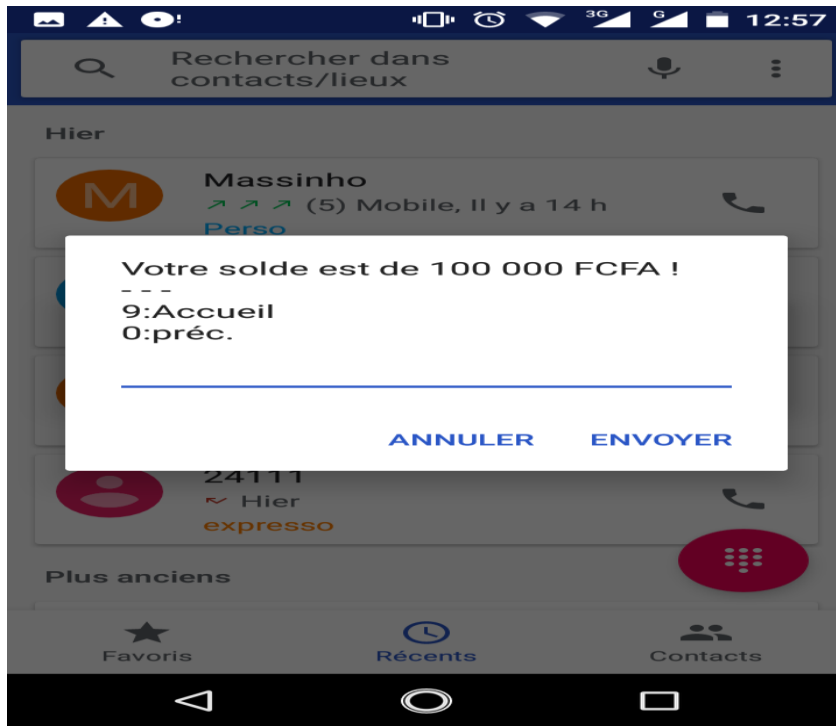 3G
G
12:57
Rechercher dans
contacts/lieux
Hier
M
Massinho
(5) Mobile, Il y a 14 h
Perso
Votre solde est de 100 000 FCFA !
- - -
9:Accueil
0:préc.
ANNULER ENVOYER
24111
Hier
expresso
Plus anciens
Favoris Récents Contacts